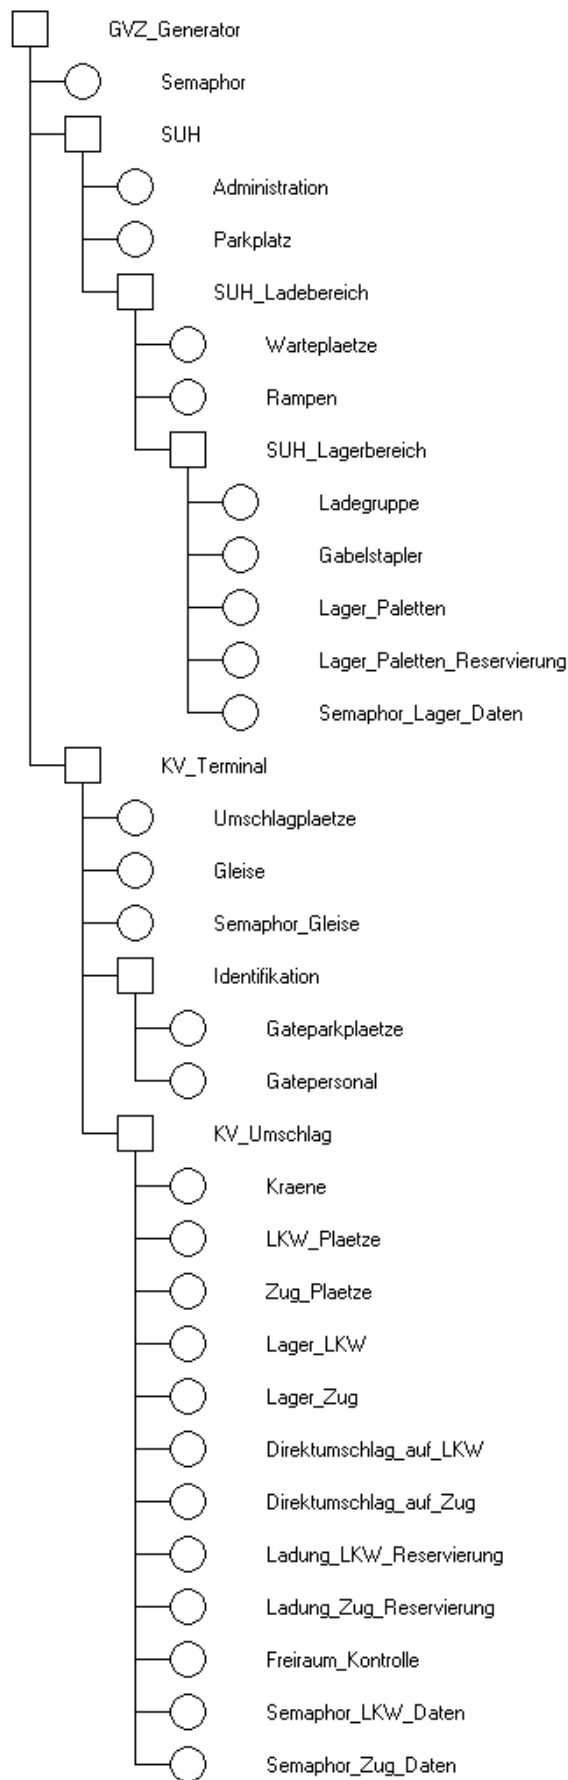 GVZ_Generator
Semaphor
SUH
Administration
Parkplatz
SUH_Ladebereich
Warteplaetze
Rampen
SUH_Lagerbereich
Ladegruppe
Gabelstapler
Lager_Paletten
Lager_Paletten_Reservierung
Semaphor_Lager_Daten
KV_Terminal
Umschlagplaetze
Gleise
Semaphor_Gleise
Identifikation
Gateparkplaetze
Gatepersonal
KV_Umschlag
Kraene
LKW_Plaetze
Zug_Plaetze
Lager_LKW
Lager_Zug
Direktumschlag_auf_LKW
Direktumschlag_auf_Zug
Ladung_LKW_Reservierung
Ladung_Zug_Reservierung
Freiraum_Kontrolle
Semaphor_LKW_Daten
Semaphor_Zug_Daten